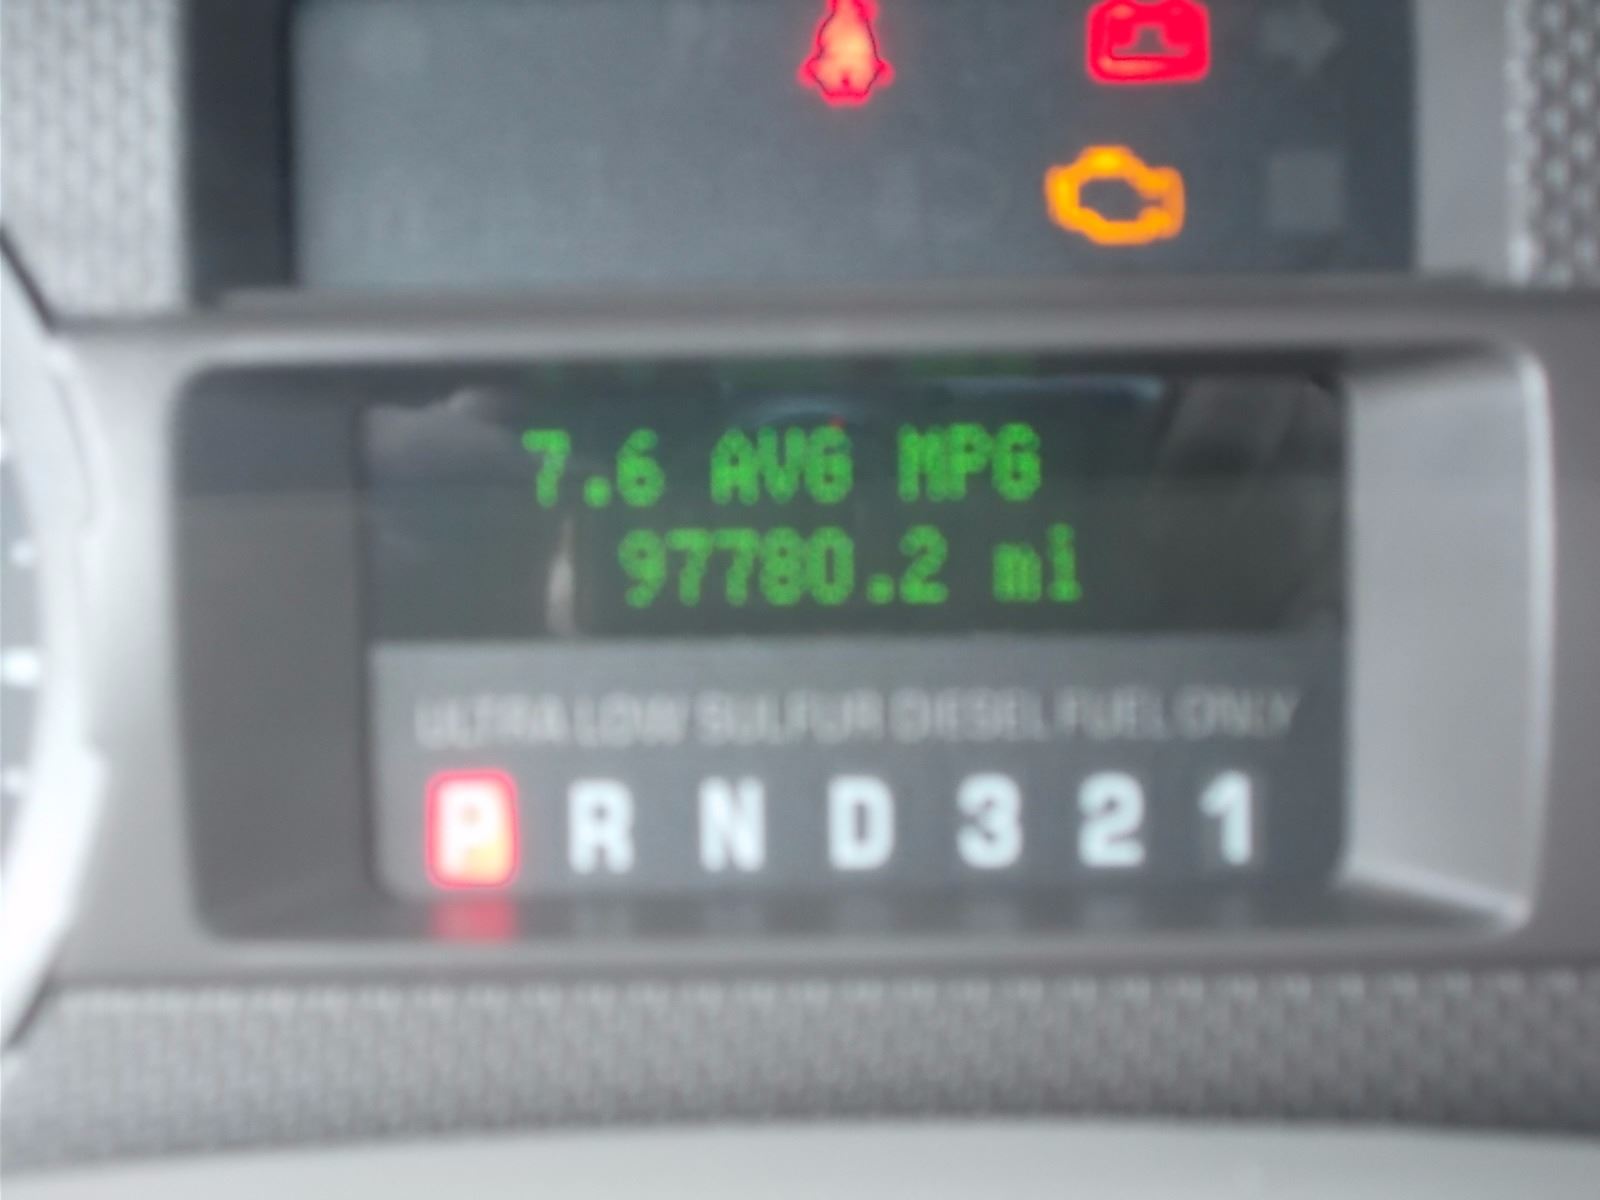 7.6 AVG MPG
97780.2 mi
ULTRA LOW SULFUR DIESEL FUEL ONLY
P R N D 3 2 1